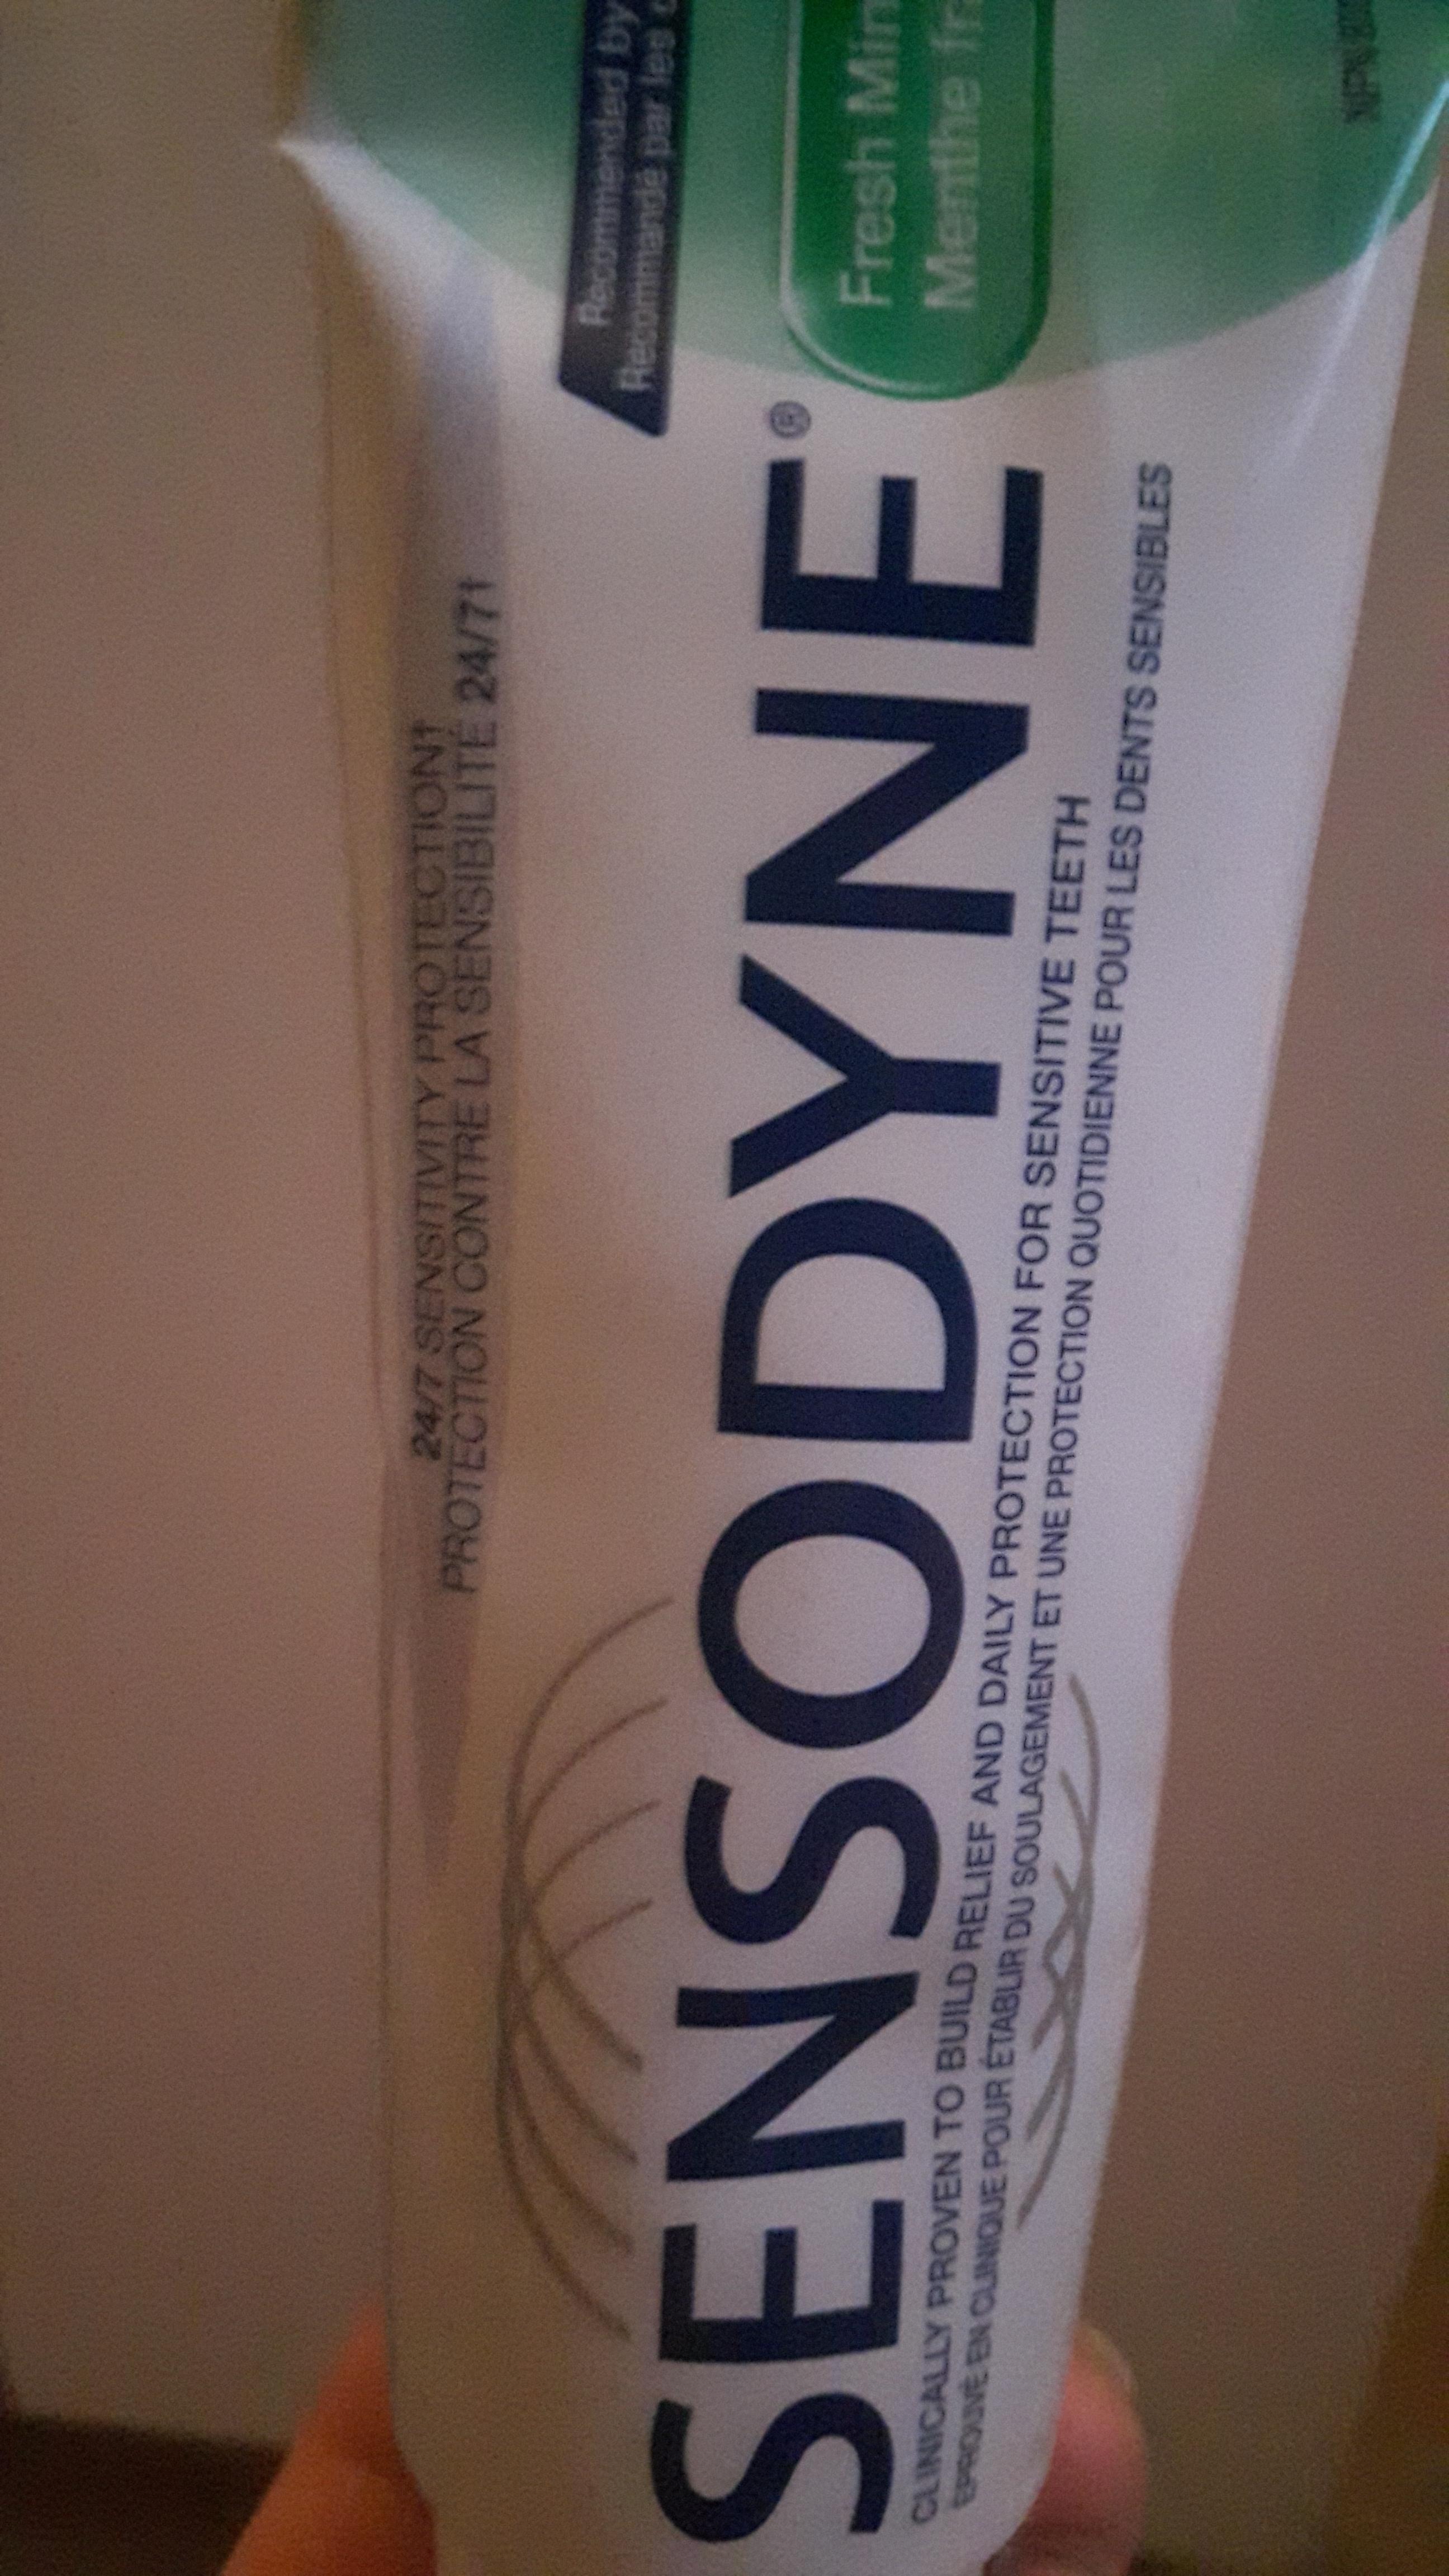 24/7 SENSITIVITY PROTECTION†
PROTECTION CONTRE LA SENSIBILITÉ 24/7†
Recommended by
Recommandé par les
SENSODYNE®
Fresh
Menthe
CLINICALLY PROVEN TO BUILD RELIEF AND DAILY PROTECTION FOR SENSITIVE TEETH
ÉPROUVÉ EN CLINIQUE POUR ÉTABLIR DU SOULAGEMENT ET UNE PROTECTION QUOTIDIENNE POUR LES DENTS SENSIBLES